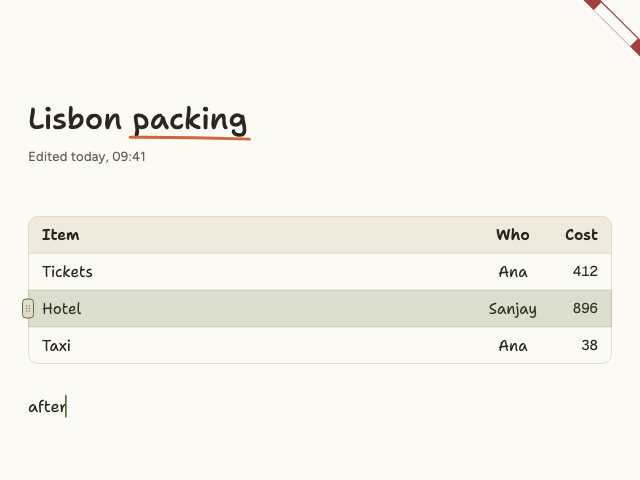 Lisbon packing
Edited today, 09:41
Item Who Cost
Tickets Ana 412
Hotel Sanjay 896
Taxi Ana 38
after